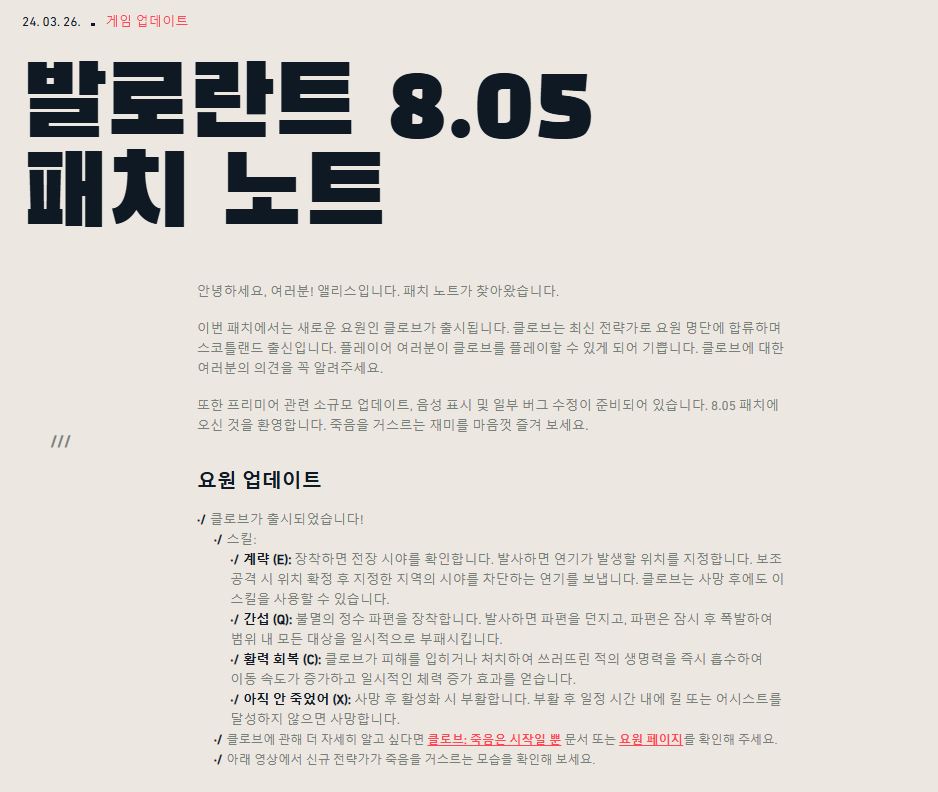 24. 03. 26. 게임 업데이트
발로란트 8.05
패치 노트
안녕하세요, 여러분! 앨리스입니다. 패치 노트가 찾아왔습니다.
이번 패치에서는 새로운 요원인 클로브가 출시됩니다. 클로브는 최신 전략가로 요원 명단에 합류하며
스코틀랜드 출신입니다. 플레이어 여러분이 클로브를 플레이할 수 있게 되어 기쁩니다. 클로브에 대한
여러분의 의견을 꼭 알려주세요.
또한 프리미어 관련 소규모 업데이트, 음성 표시 및 일부 버그 수정이 준비되어 있습니다. 8.05 패치에
오신 것을 환영합니다. 죽음을 거스르는 재미를 마음껏 즐겨 보세요.
///
요원 업데이트
·/ 클로브가 출시되었습니다!
·/ 스킬:
·/ 계략 (E): 장착하면 전장 시야를 확인합니다. 발사하면 연기가 발생할 위치를 지정합니다. 보조
공격 시 위치 확정 후 지정한 지역의 시야를 차단하는 연기를 보냅니다. 클로브는 사망 후에도 이
스킬을 사용할 수 있습니다.
·/ 간섭 (Q): 불멸의 정수 파편을 장착합니다. 발사하면 파편을 던지고, 파편은 잠시 후 폭발하여
범위 내 모든 대상을 일시적으로 부패시킵니다.
·/ 활력 회복 (C): 클로브가 피해를 입히거나 처치하여 쓰러뜨린 적의 생명력을 즉시 흡수하여
이동 속도가 증가하고 일시적인 체력 증가 효과를 얻습니다.
·/ 아직 안 죽었어 (X): 사망 후 활성화 시 부활합니다. 부활 후 일정 시간 내에 킬 또는 어시스트를
달성하지 않으면 사망합니다.
·/ 클로브에 관해 더 자세히 알고 싶다면 클로브: 죽음은 시작일 뿐 문서 또는 요원 페이지를 확인해 주세요.
·/ 아래 영상에서 신규 전략가가 죽음을 거스르는 모습을 확인해 보세요.